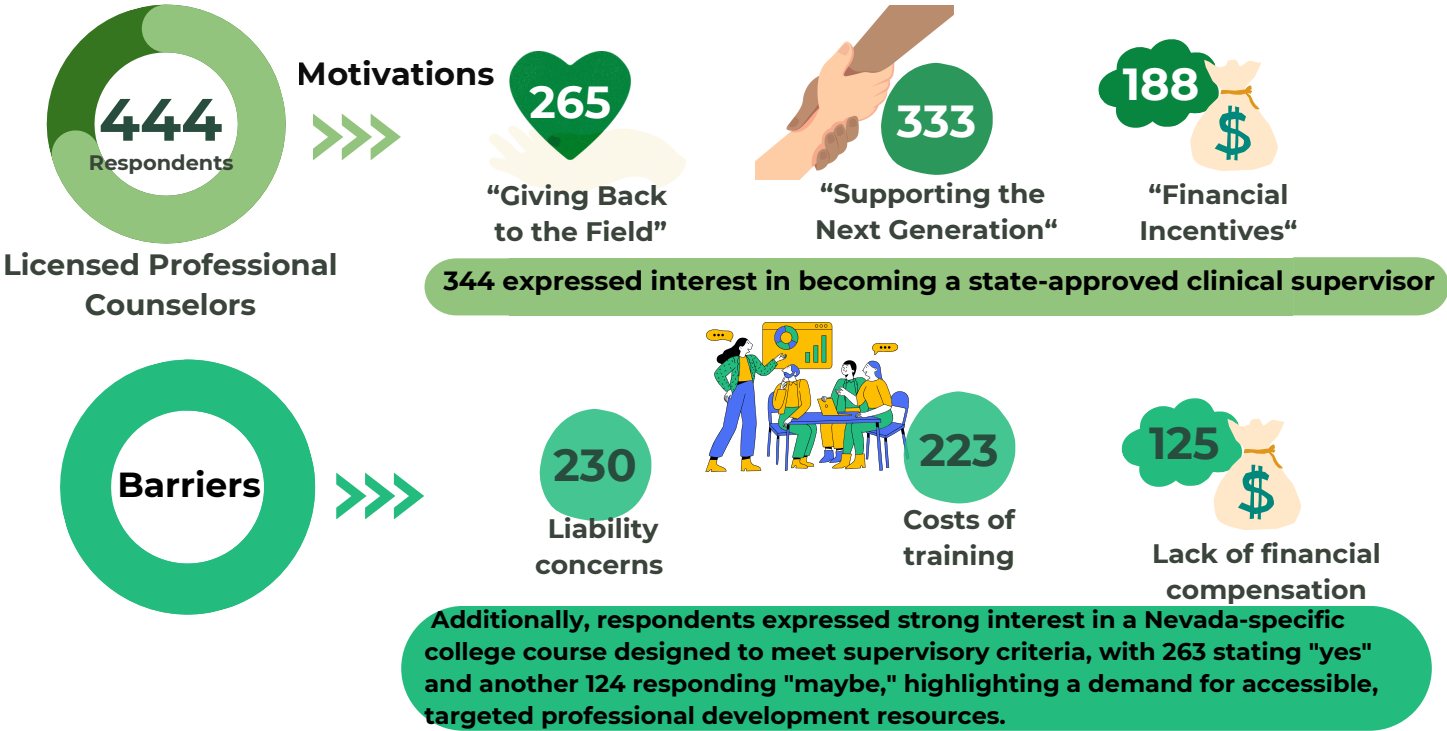 444
Respondents
Licensed Professional
Counselors
Motivations
265
“Giving Back
to the Field”
333
“Supporting the
Next Generation“
188
$
“Financial
Incentives“
344 expressed interest in becoming a state-approved clinical supervisor
Barriers
230
Liability
concerns
223
Costs of
training
125
$
Lack of financial
compensation
Additionally, respondents expressed strong interest in a Nevada-specific
college course designed to meet supervisory criteria, with 263 stating "yes"
and another 124 responding "maybe," highlighting a demand for accessible,
targeted professional development resources.